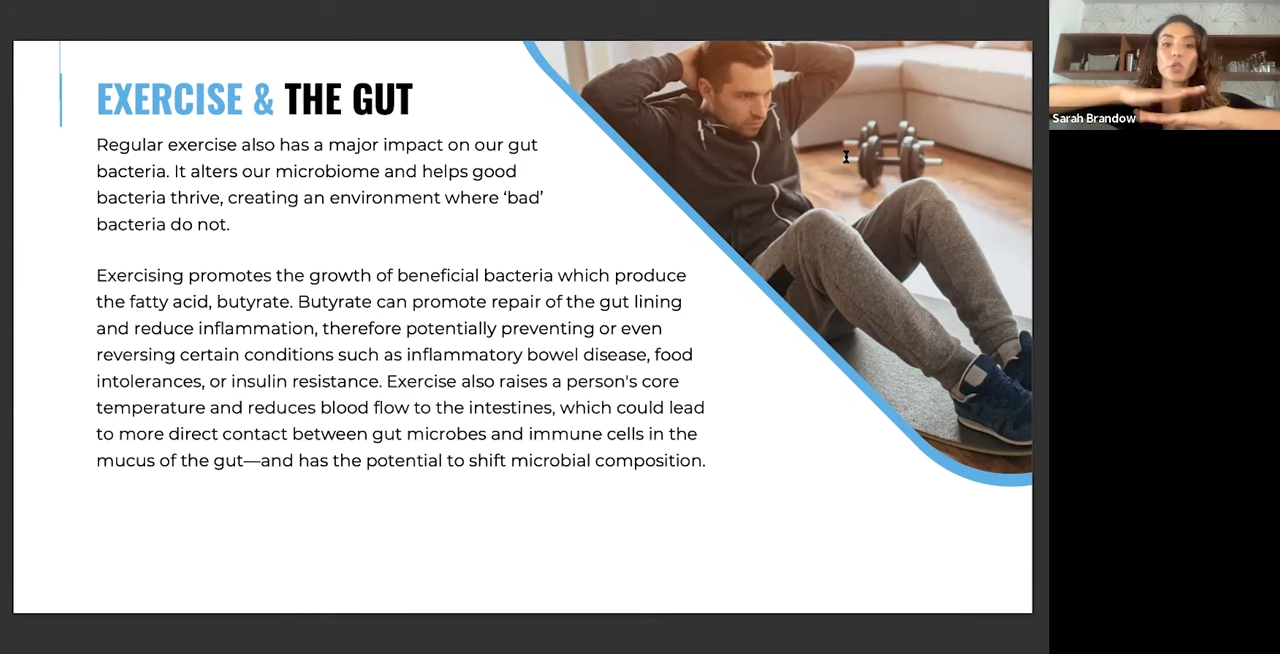 EXERCISE & THE GUT
Regular exercise also has a major impact on our gut
bacteria. It alters our microbiome and helps good
bacteria thrive, creating an environment where ‘bad’
bacteria do not.
Exercising promotes the growth of beneficial bacteria which produce
the fatty acid, butyrate. Butyrate can promote repair of the gut lining
and reduce inflammation, therefore potentially preventing or even
reversing certain conditions such as inflammatory bowel disease, food
intolerances, or insulin resistance. Exercise also raises a person's core
temperature and reduces blood flow to the intestines, which could lead
to more direct contact between gut microbes and immune cells in the
mucus of the gut—and has the potential to shift microbial composition.
Sarah Brandow